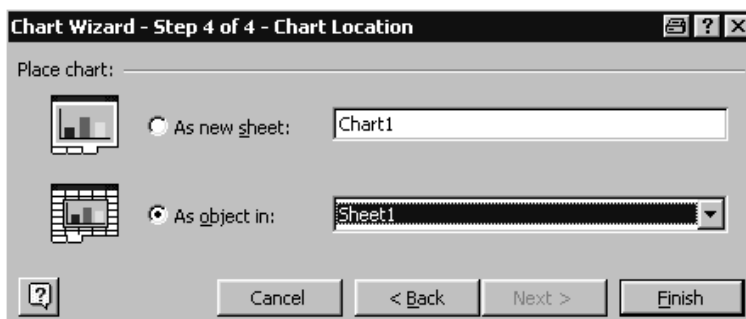 Chart Wizard - Step 4 of 4 - Chart Location
?
Place chart:
As new sheet: Chart1
As object in: Sheet1
? Cancel < Back Next > Finish